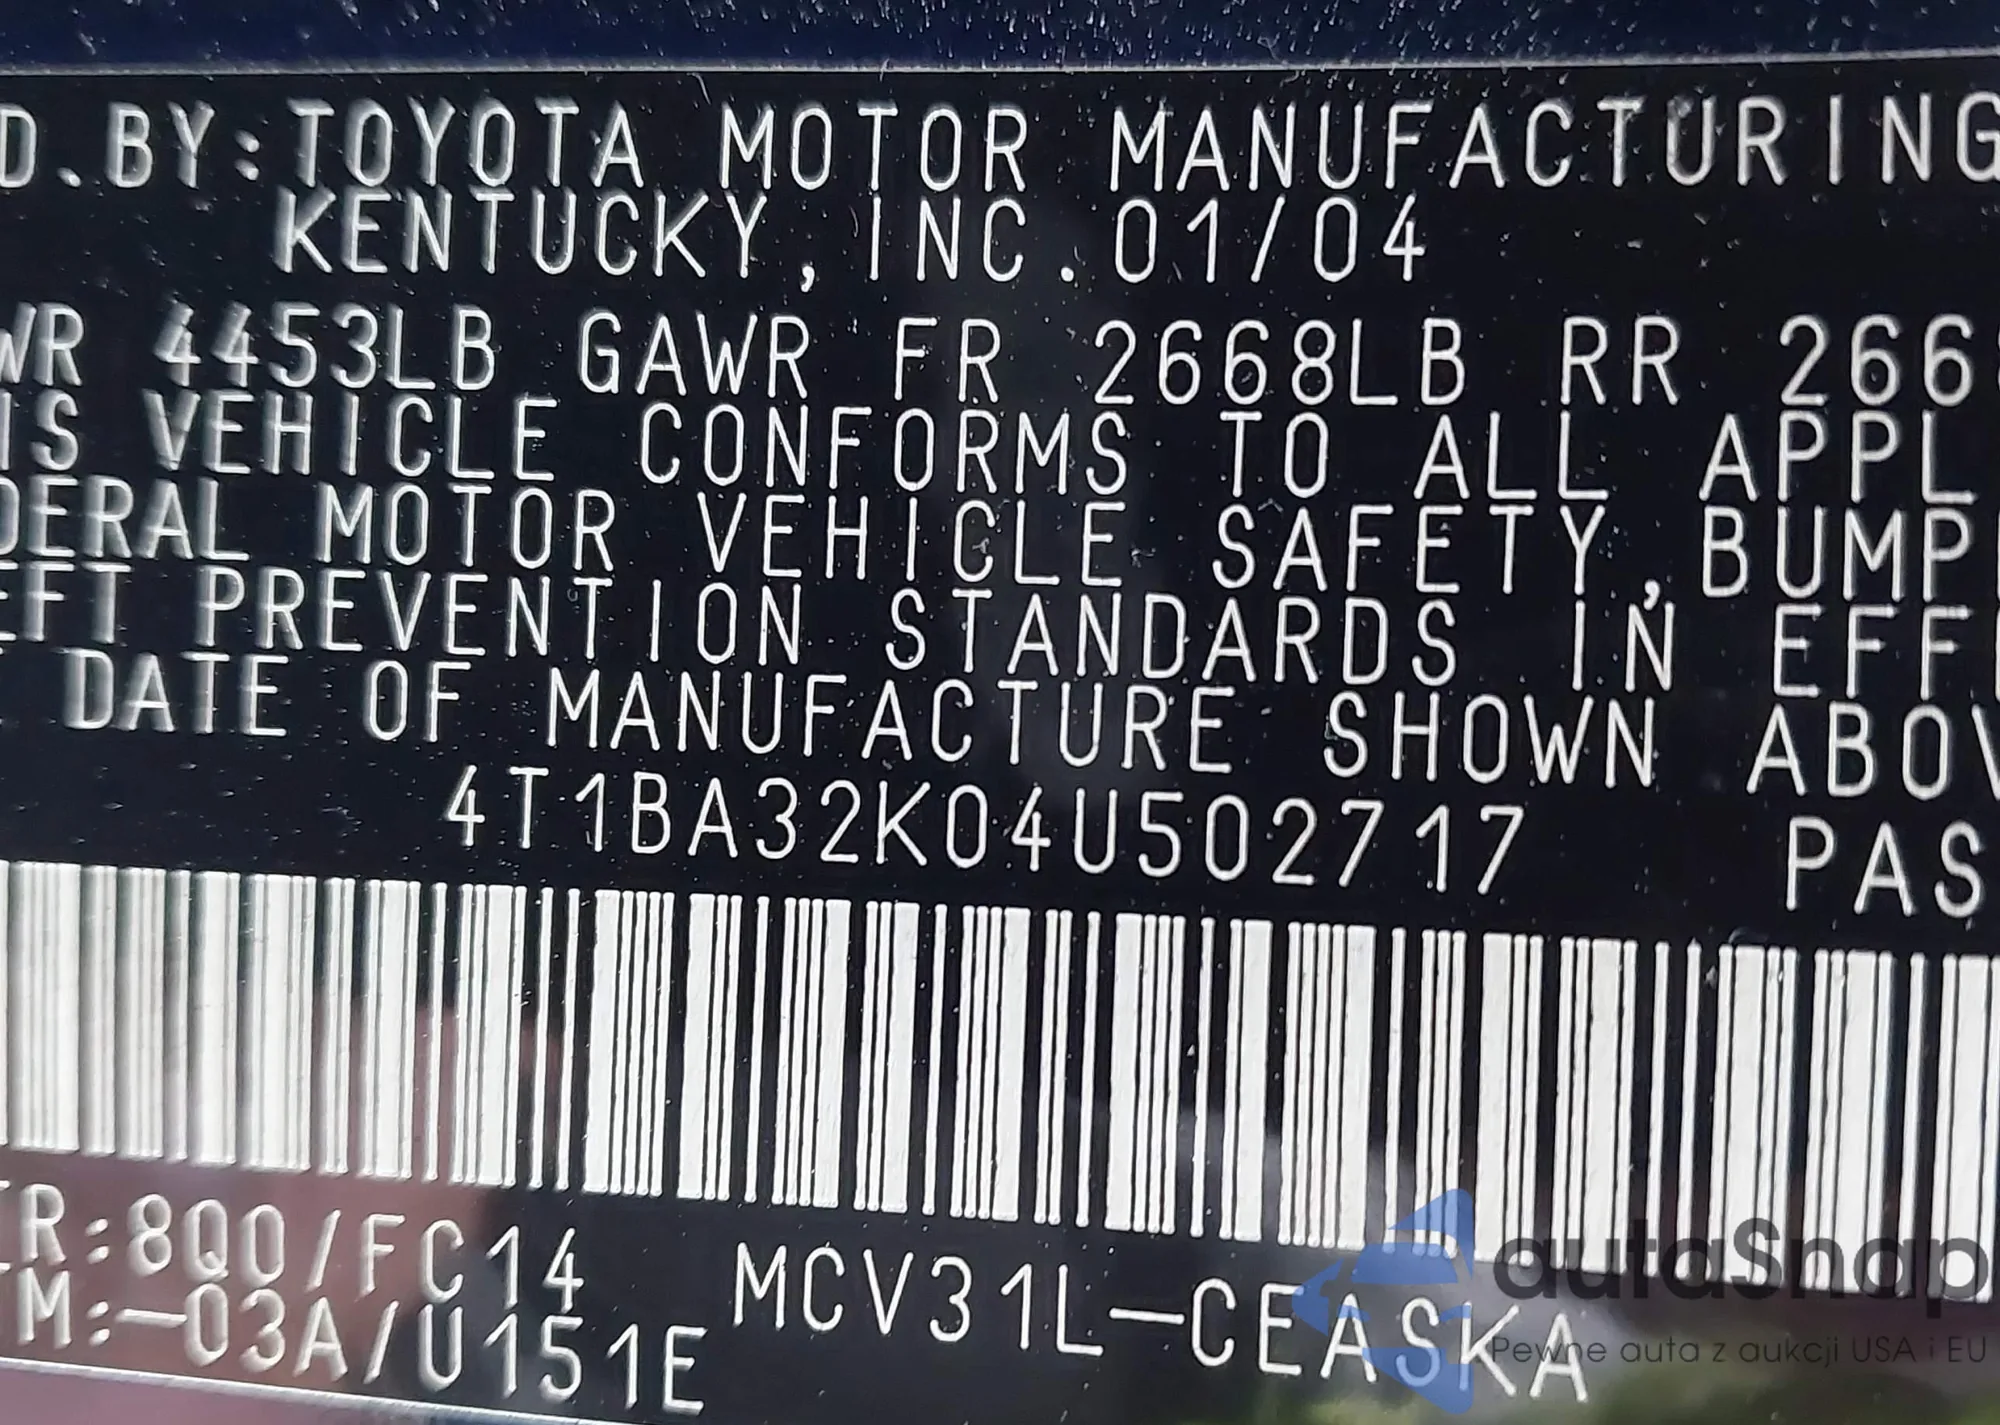 D.BY:TOYOTA MOTOR MANUFACTURING
KENTUCKY, INC.01/04
WR 4453LB GAWR FR 2668LB RR 266
IS VEHICLE CONFORMS TO ALL APPL
DERAL MOTOR VEHICLE SAFETY,BUMP
EFT PREVENTION STANDARDS IN EFF
DATE OF MANUFACTURE SHOWN ABOV
4T1BA32K04U502717 PAS
R:8Q0/FC14
MCV31L-CEASKA
M:-03A/U151E
autaSnap
Pewne auta z aukcji USA i EU